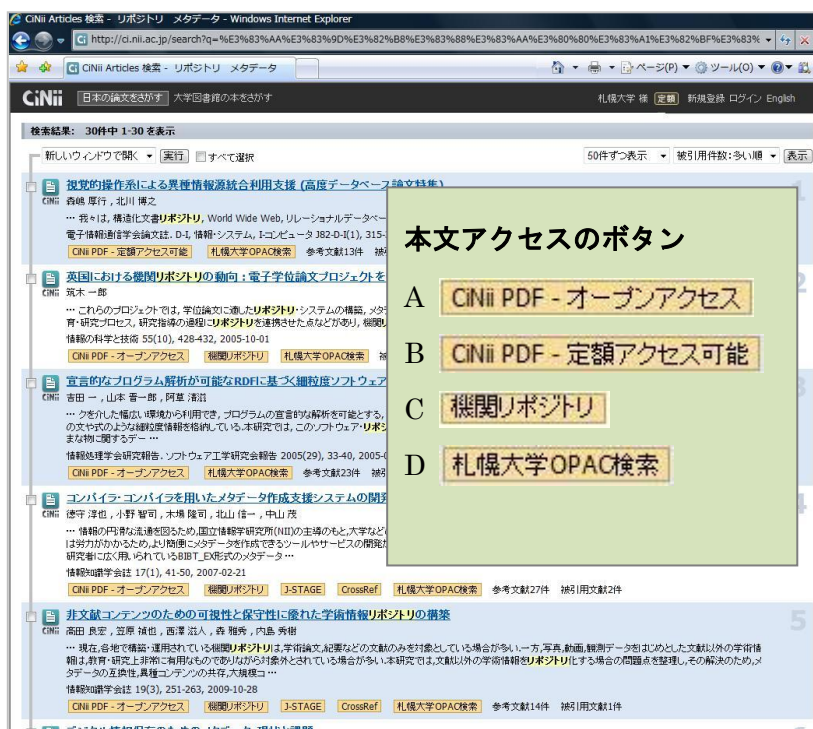 CiNii Articles 検索 - リポジトリ メタデータ - Windows Internet Explorer
http://ci.nii.ac.jp/search?q=%E3%83%AA%E3%83%9D%E3%82%B8%E3%83%88%E3%83%AA%E3%80%80%E3%83%A1%E3%82%BF%E3%83%
CiNii Articles 検索 - リポジトリ メタデータ
ページ(P) ツール(O)
CiNii 日本の論文をさがす 大学図書館の本をさがす 札幌大学 様 定額 新規登録 ログイン English
検索結果: 30件中 1-30 を表示
新しいウィンドウで開く 実行 すべて選択 50件ずつ表示 被引用件数:多い順 表示
視覚的操作系による異種情報源統合利用支援 (高度データベース論文特集)
CiNii 森嶋 厚行 , 北川 博之
… 我々は, 構造化文書リポジトリ, World Wide Web, リレーショナルデータベー
電子情報通信学会論文誌. D-I, 情報・システム, I-コンピュータ J82-D-I(1), 315-
CiNii PDF - 定額アクセス可能 札幌大学OPAC検索 参考文献13件
英国における機関リポジトリの動向 : 電子学位論文プロジェクトを
CiNii 筑木 一郎
… これらのプロジェクトでは, 学位論文に適したリポジトリ・システムの構築, メタ
育・研究プロセス, 研究指導の過程にリポジトリを連携させた点などがあり, 機関
情報の科学と技術 55(10), 428-432, 2005-10-01
CiNii PDF - オープンアクセス 機関リポジトリ 札幌大学OPAC検索
宣言的なプログラム解析が可能なRDFに基づく細粒度ソフトウェア
CiNii 吉田 一 , 山本 晋一郎 , 阿草 清滋
… クを介した幅広い環境から利用でき, プログラムの宣言的な解析を可能とする,
の文や式のような細粒度情報を格納している.本研究では, このソフトウェア・リポ
まな物に関するデー …
情報処理学会研究報告. ソフトウェア工学研究会報告 2005(29), 33-40, 2005-
CiNii PDF - オープンアクセス 札幌大学OPAC検索 参考文献23件
コンパイラ・コンパイラを用いたメタデータ作成支援システムの開発
CiNii 徳守 淳也 , 小野 智司 , 木場 隆司 , 北山 信一 , 中山 茂
… 情報の円滑な流通を図るため,国立情報学研究所(NII)の主導のもと,大学など
は労力がかかるため,より簡便にメタデータを作成できるツールやサービスの開発が
研究者に広く用いられているBIBT_EX形式のメタデータ …
情報知識学会誌 17(1), 41-50, 2007-02-21
CiNii PDF - オープンアクセス 機関リポジトリ J-STAGE CrossRef 札幌大学OPAC検索 参考文献27件 被引用文献2件
非文献コンテンツのための可視性と保守性に優れた学術情報リポジトリの構築
5
CiNii 高田 良宏 , 笠原 禎也 , 西澤 滋人 , 森 雅秀 , 内島 秀樹
… 現在,各地で構築・運用されている機関リポジトリは,学術論文,紀要などの文献のみを対象としている場合が多い.一方,写真,動画,観測データをはじめとした文献以外の学術情
報は,教育・研究上非常に有用なものでありながら対象外とされている場合が多い.本研究では,文献以外の学術情報をリポジトリ化する場合の問題点を整理し,その解決のため,メ
タデータの互換性,異種コンテンツの共存,大規模コ …
情報知識学会誌 19(3), 251-263, 2009-10-28
CiNii PDF - オープンアクセス 機関リポジトリ J-STAGE CrossRef 札幌大学OPAC検索 参考文献14件 被引用文献1件
本文アクセスのボタン
A CiNii PDF - オープンアクセス
B CiNii PDF - 定額アクセス可能
C 機関リポジトリ
D 札幌大学OPAC検索